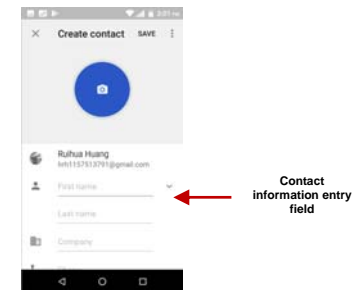 Create contact SAVE
Ruihua Huang
First name
Last name
Company
Contact
information entry
field